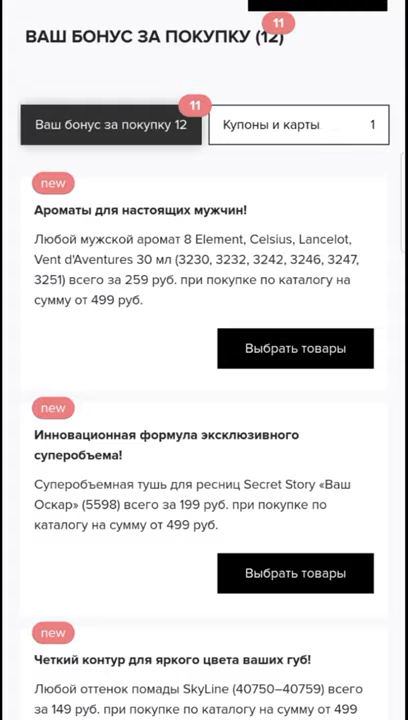 11
ВАШ БОНУС ЗА ПОКУПКУ (12)
11
Ваш бонус за покупку 12
Купоны и карты 1
new
Ароматы для настоящих мужчин!
Любой мужской аромат 8 Element, Celsius, Lancelot,
Vent d'Aventures 30 мл (3230, 3232, 3242, 3246, 3247,
3251) всего за 259 руб. при покупке по каталогу на
сумму от 499 руб.
Выбрать товары
new
Инновационная формула эксклюзивного
суперобъема!
Суперобъемная тушь для ресниц Secret Story «Ваш
Оскар» (5598) всего за 199 руб. при покупке по
каталогу на сумму от 499 руб.
Выбрать товары
new
Четкий контур для яркого цвета ваших губ!
Любой оттенок помады SkyLine (40750–40759) всего
за 149 руб. при покупке по каталогу на сумму от 499